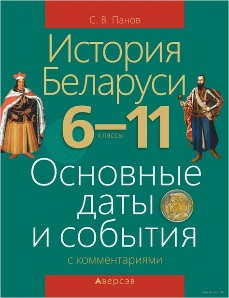 С. В. Панов
История
Беларуси
6–11
классы
Основные
даты
и события
с комментариями
Аверсэв